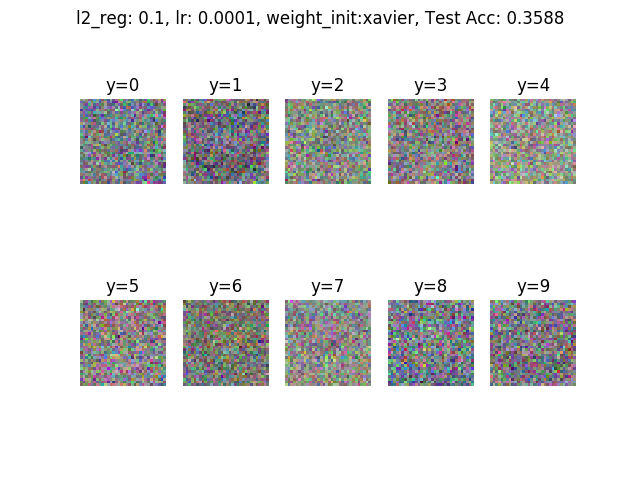 l2_reg: 0.1, lr: 0.0001, weight_init:xavier, Test Acc: 0.3588
y=0 y=1 y=2 y=3 y=4
y=5 y=6 y=7 y=8 y=9